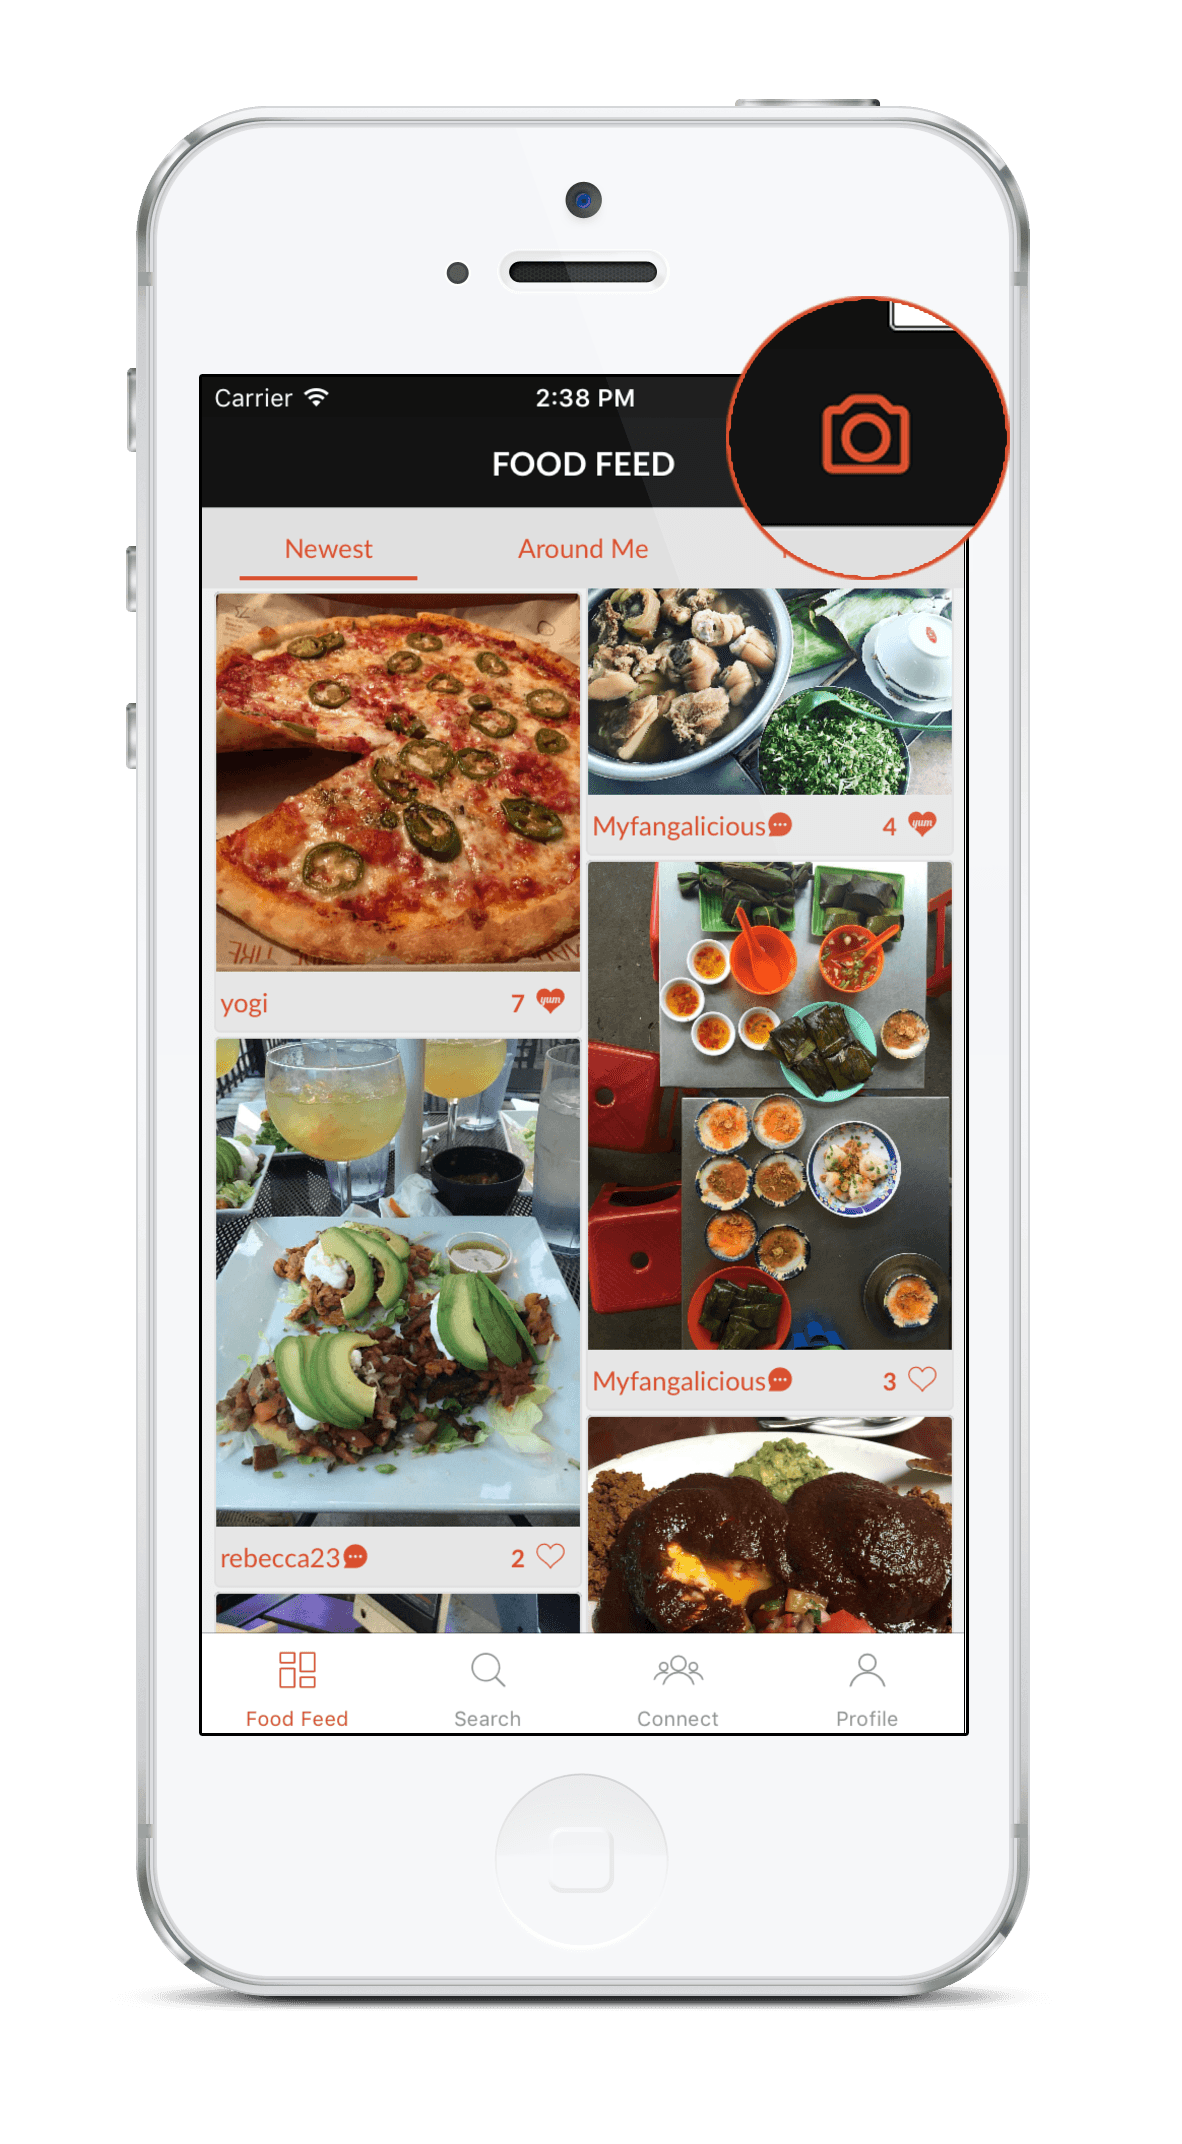 Carrier
2:38 PM
FOOD FEED
Newest
Around Me
yogi
7
yum
Myfangalicious
4
yum
Myfangalicious
3
rebecca23
2
Food Feed
Search
Connect
Profile